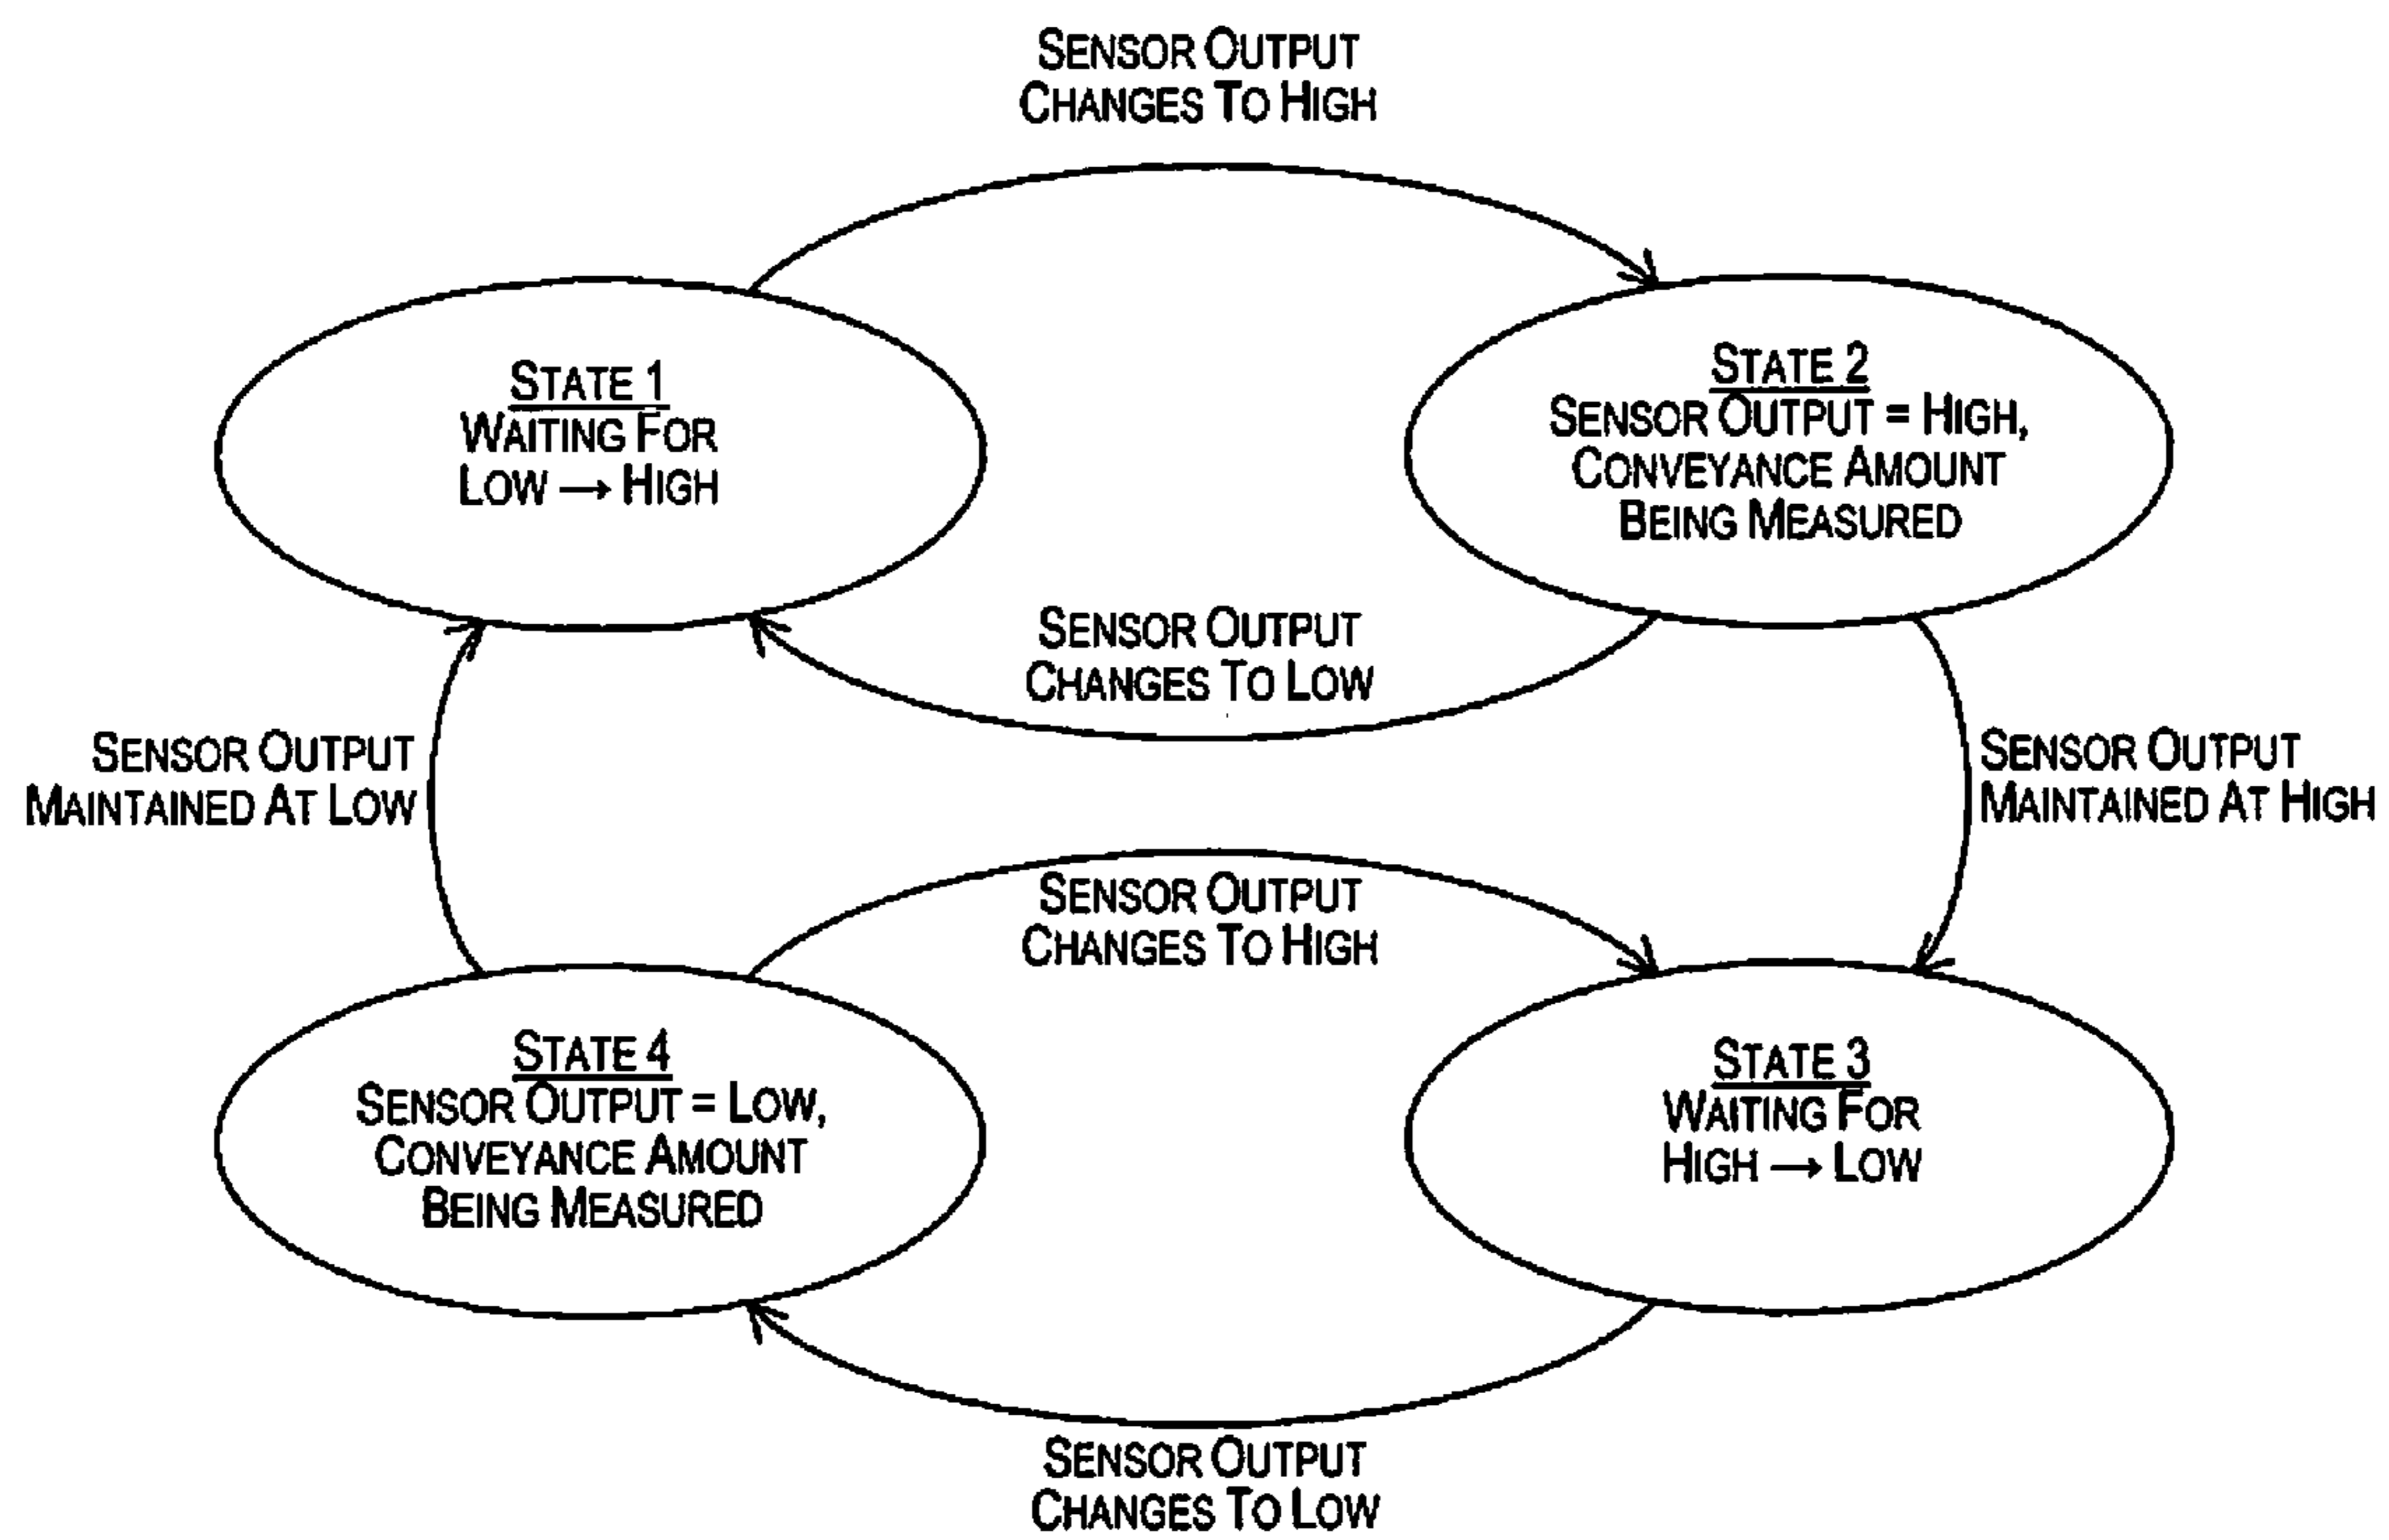 SENSOR OUTPUT
CHANGES TO HIGH
STATE 1
WAITING FOR
LOW → HIGH
STATE 2
SENSOR OUTPUT = HIGH,
CONVEYANCE AMOUNT
BEING MEASURED
SENSOR OUTPUT
CHANGES TO LOW
SENSOR OUTPUT
MAINTAINED AT LOW
SENSOR OUTPUT
MAINTAINED AT HIGH
SENSOR OUTPUT
CHANGES TO HIGH
STATE 4
SENSOR OUTPUT = LOW,
CONVEYANCE AMOUNT
BEING MEASURED
STATE 3
WAITING FOR
HIGH → LOW
SENSOR OUTPUT
CHANGES TO LOW